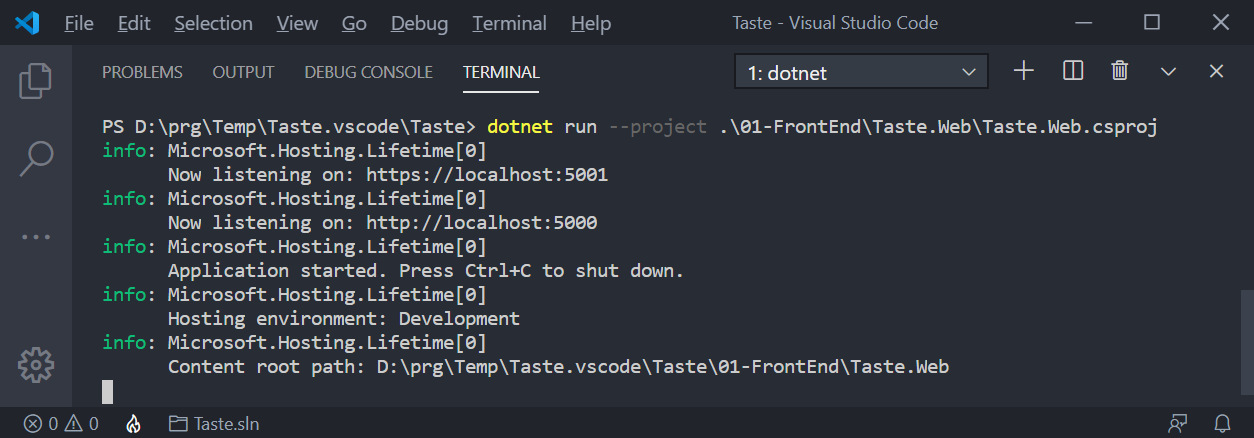 File Edit Selection View Go Debug Terminal Help Taste - Visual Studio Code
PROBLEMS OUTPUT DEBUG CONSOLE TERMINAL 1: dotnet
PS D:\prg\Temp\Taste.vscode\Taste> dotnet run --project .\01-FrontEnd\Taste.Web\Taste.Web.csproj
info: Microsoft.Hosting.Lifetime[0]
Now listening on: https://localhost:5001
info: Microsoft.Hosting.Lifetime[0]
Now listening on: http://localhost:5000
info: Microsoft.Hosting.Lifetime[0]
Application started. Press Ctrl+C to shut down.
info: Microsoft.Hosting.Lifetime[0]
Hosting environment: Development
info: Microsoft.Hosting.Lifetime[0]
Content root path: D:\prg\Temp\Taste.vscode\Taste\01-FrontEnd\Taste.Web
0 0 Taste.sln